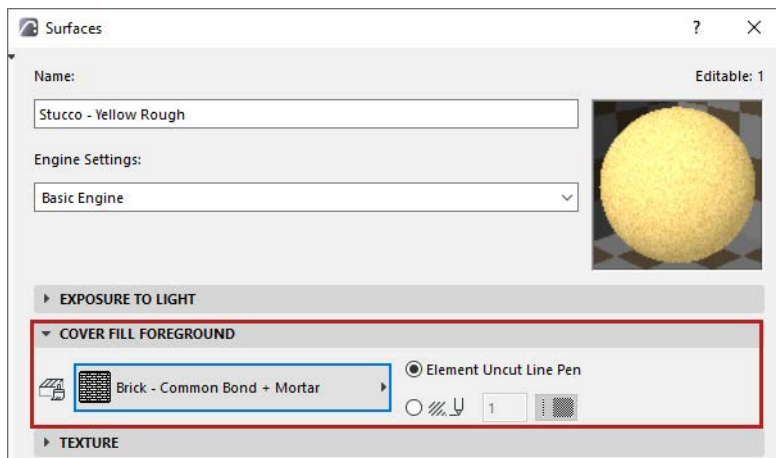 Surfaces
Name:
Editable: 1
Stucco - Yellow Rough
Engine Settings:
Basic Engine
EXPOSURE TO LIGHT
COVER FILL FOREGROUND
Brick - Common Bond + Mortar
Element Uncut Line Pen
1
TEXTURE